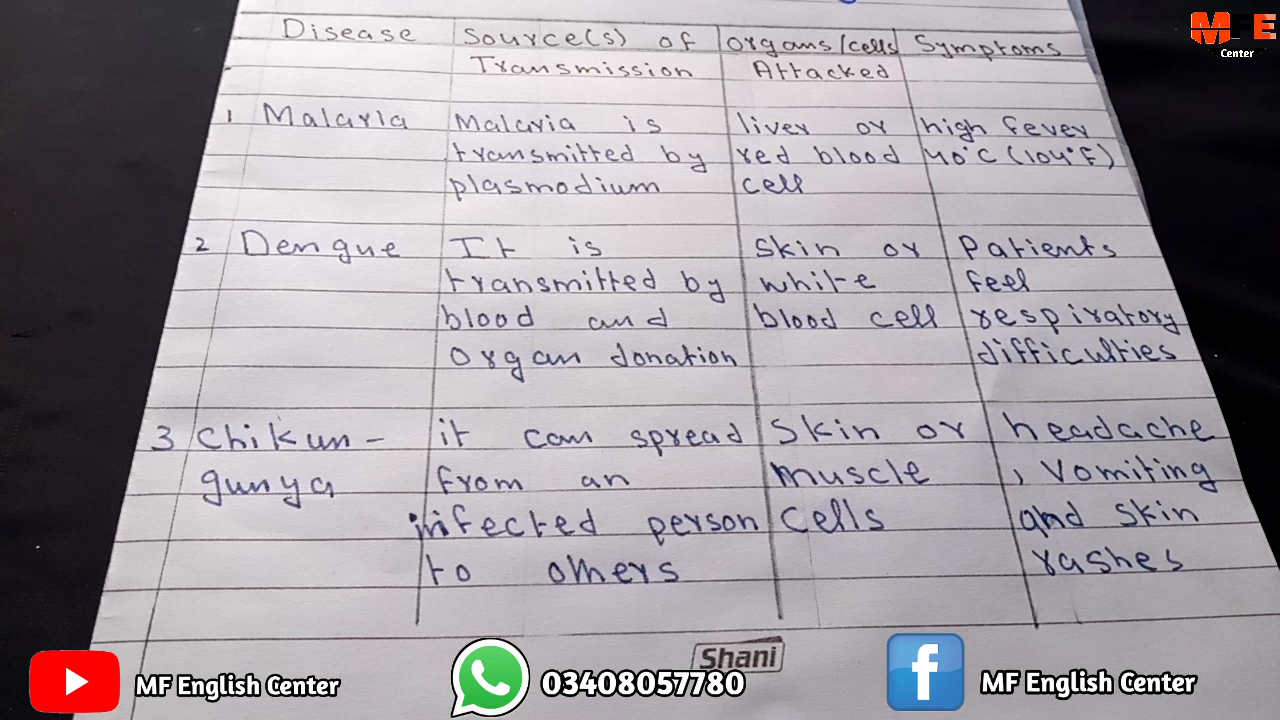 MFE
Center
Disease Source(s) of organs/cells Symptoms
Transmission Attacked
1 Malaria Malaria is liver or high fever
transmitted by red blood 40°C (104°F)
plasmodium cell
2 Dengue It is Skin or Patients
transmitted by white feel
blood and blood cell respiratory
organ donation difficulties
3 Chikun- it can spread Skin or headache
gunya from an muscle , vomiting
infected person cells and skin
to others rashes
Shani
MF English Center 03408057780 MF English Center